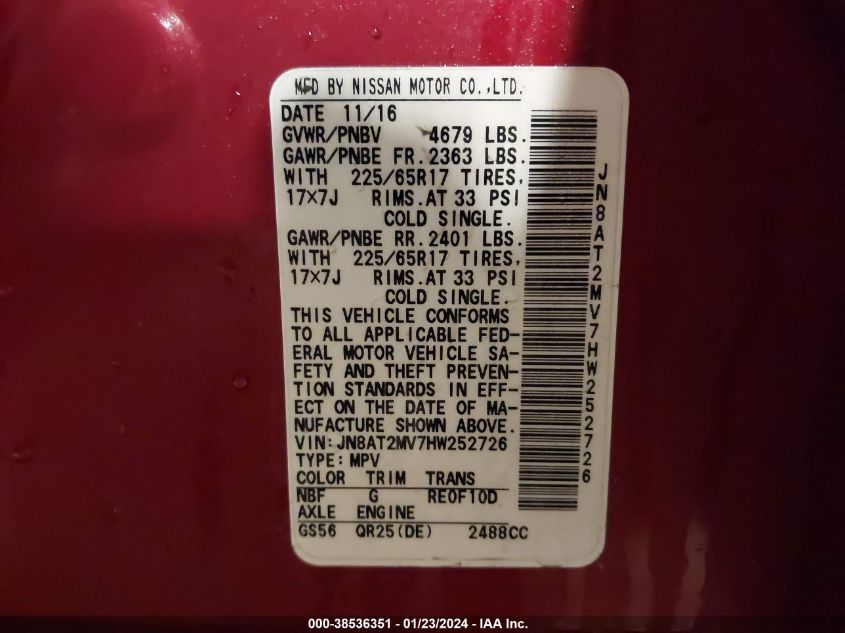 MFD BY NISSAN MOTOR CO.,LTD.
DATE 11/16
GVWR/PNBV 4679 LBS.
GAWR/PNBE FR. 2363 LBS.
WITH 225/65R17 TIRES,
17×7J RIMS. AT 33 PSI
COLD SINGLE.
GAWR/PNBE RR. 2401 LBS.
WITH 225/65R17 TIRES,
17×7J RIMS. AT 33 PSI
COLD SINGLE.
THIS VEHICLE CONFORMS
TO ALL APPLICABLE FED-
ERAL MOTOR VEHICLE SA-
FETY AND THEFT PREVEN-
TION STANDARDS IN EFF-
ECT ON THE DATE OF MA-
NUFACTURE SHOWN ABOVE.
VIN:JN8AT2MV7HW252726
TYPE:MPV
COLOR TRIM TRANS
NBF G RE0F10D
AXLE ENGINE
GS56 QR25(DE) 2488CC
JN8AT2MV7HW252726
000-38536351 - 01/23/2024 - IAA Inc.